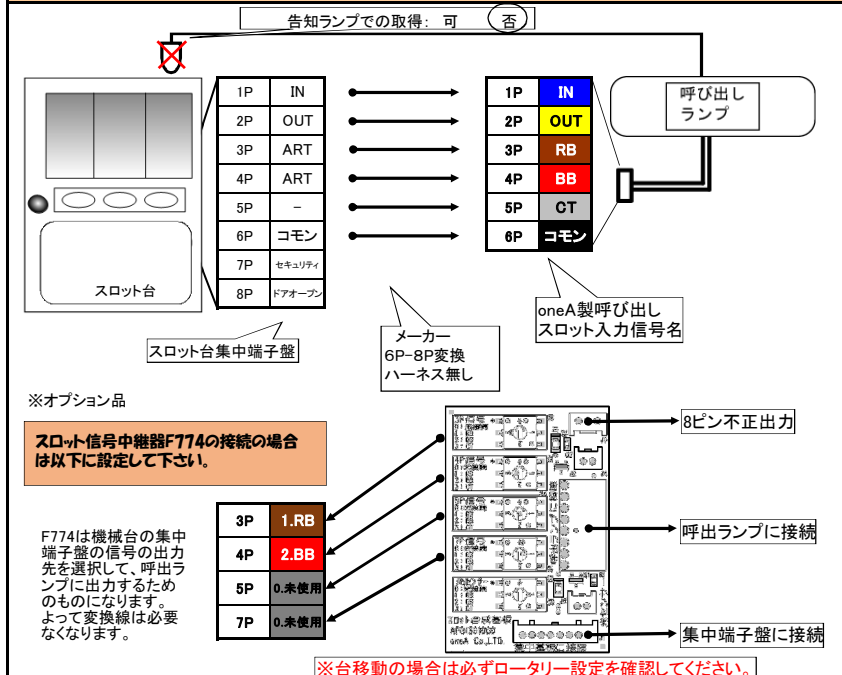 告知ランプでの取得: 可 否
1P IN
2P OUT
3P ART
4P ART
5P －
6P コモン
7P セキュリティ
8P ドアオープン
1P IN
2P OUT
3P RB
4P BB
5P CT
6P コモン
呼び出し
ランプ
スロット台
スロット台集中端子盤
メーカー
6P-8P変換
ハーネス無し
oneA製呼び出し
スロット入力信号名
※オプション品
スロット信号中継器F774の接続の場合
は以下に設定して下さい。
F774は機械台の集中
端子盤の信号の出力
先を選択して、呼出ラ
ンプに出力するため
のものになります。
よって変換線は必要
なくなります。
3P 1.RB
4P 2.BB
5P 0.未使用
7P 0.未使用
8ピン不正出力
呼出ランプに接続
集中端子盤に接続
oneA Co.,LTD.
※台移動の場合は必ずロータリー設定を確認してください。